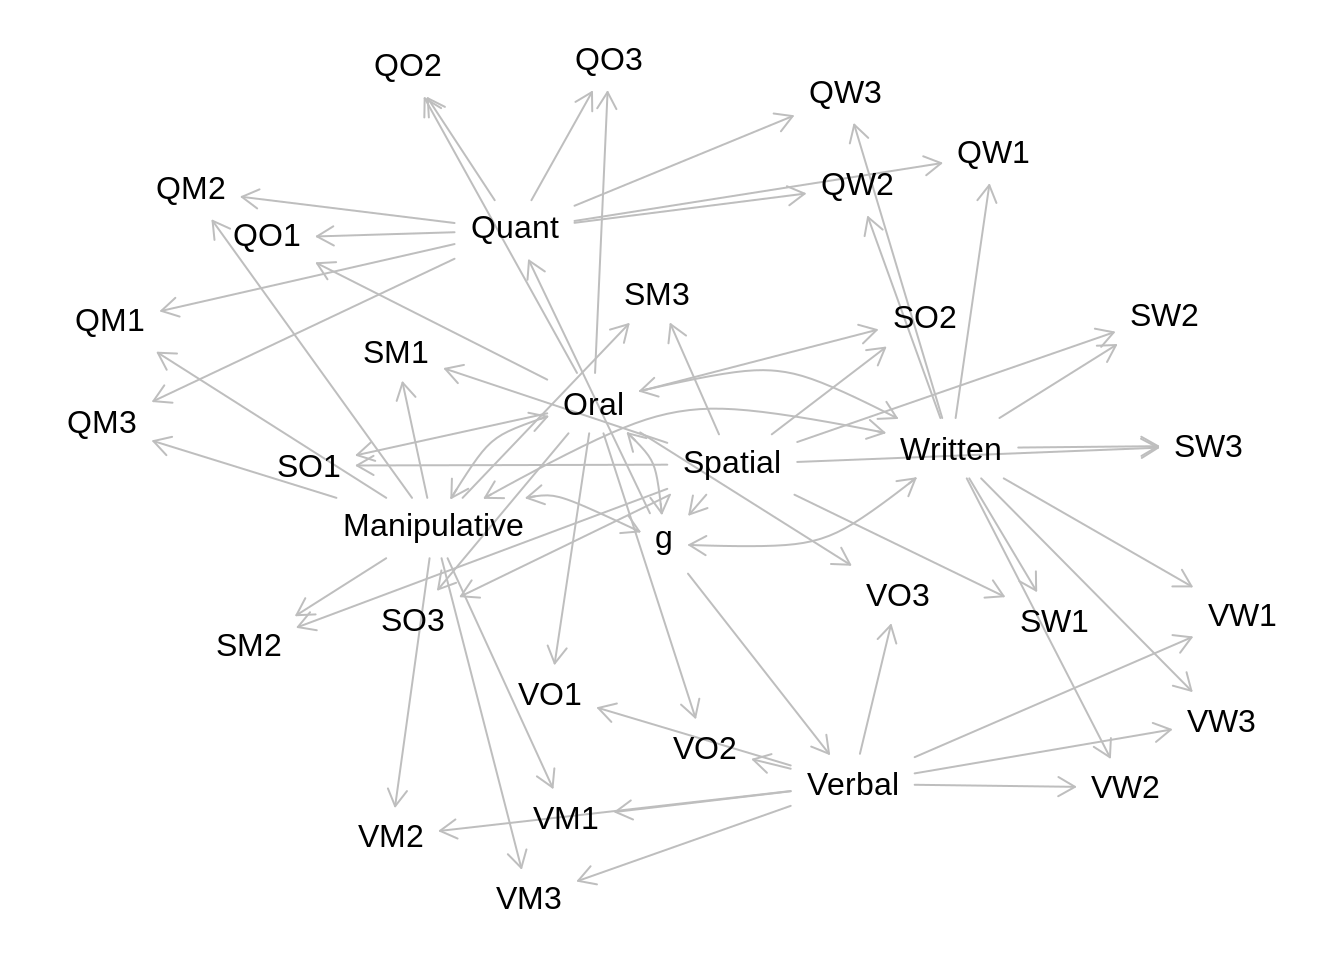 QO3
QO2
QW3
QW1
QW2
QM2
Quant
QO1
SM3
SW2
SO2
QM1
SM1
Oral
QM3
SW3
Written
Spatial
SO1
Manipulative
g
VO3
VW1
SO3
SW1
SM2
VO1
VW3
VO2
Verbal
VW2
VM1
VM2
VM3